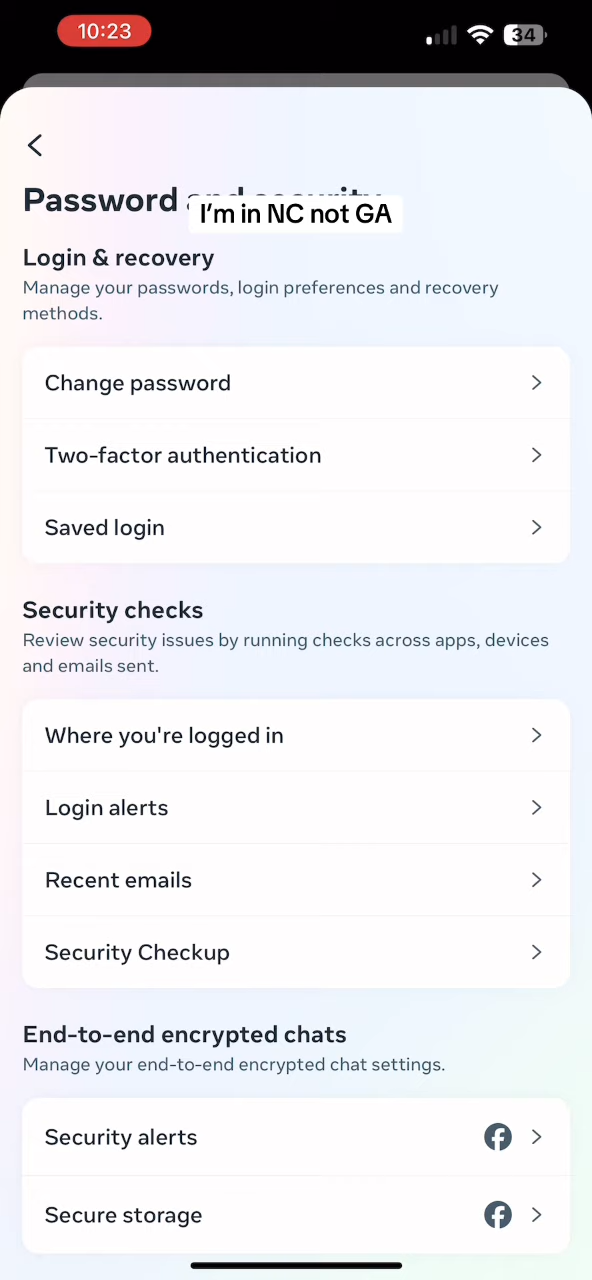 10:23
34
Password and security
I'm in NC not GA
Login & recovery
Manage your passwords, login preferences and recovery
methods.
Change password
Two-factor authentication
Saved login
Security checks
Review security issues by running checks across apps, devices
and emails sent.
Where you're logged in
Login alerts
Recent emails
Security Checkup
End-to-end encrypted chats
Manage your end-to-end encrypted chat settings.
Security alerts
Secure storage